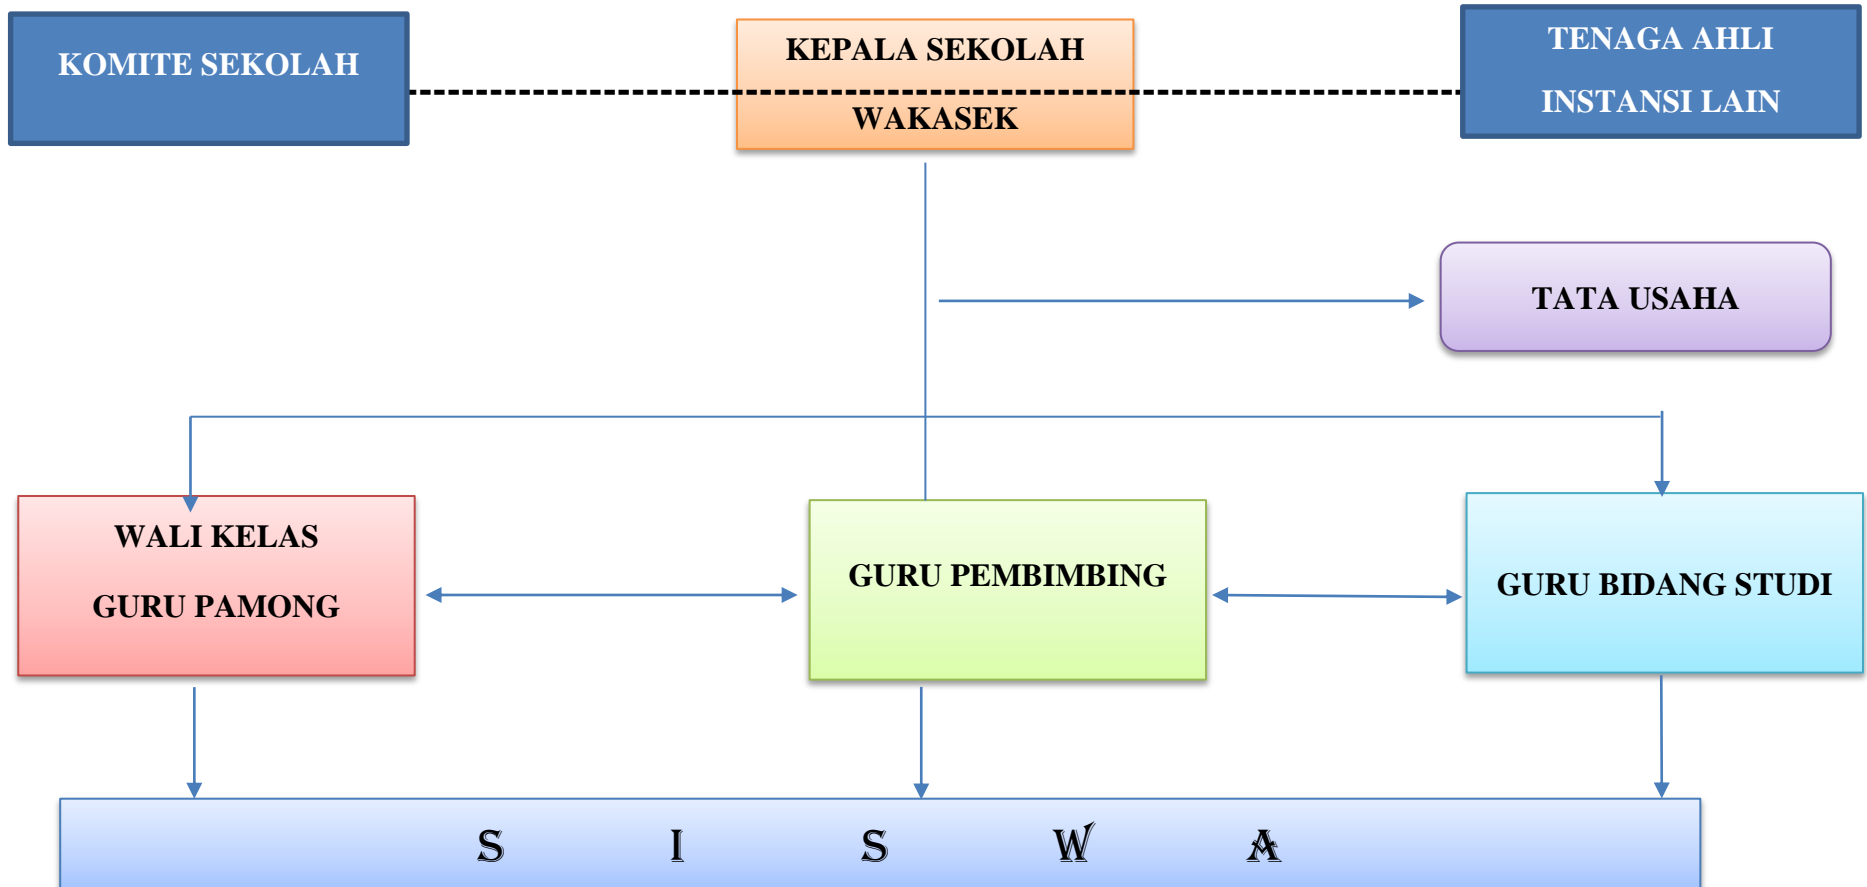 KOMITE SEKOLAH
KEPALA SEKOLAH
WAKASEK
TENAGA AHLI
INSTANSI LAIN
TATA USAHA
WALI KELAS
GURU PAMONG
GURU PEMBIMBING
GURU BIDANG STUDI
S I S W A